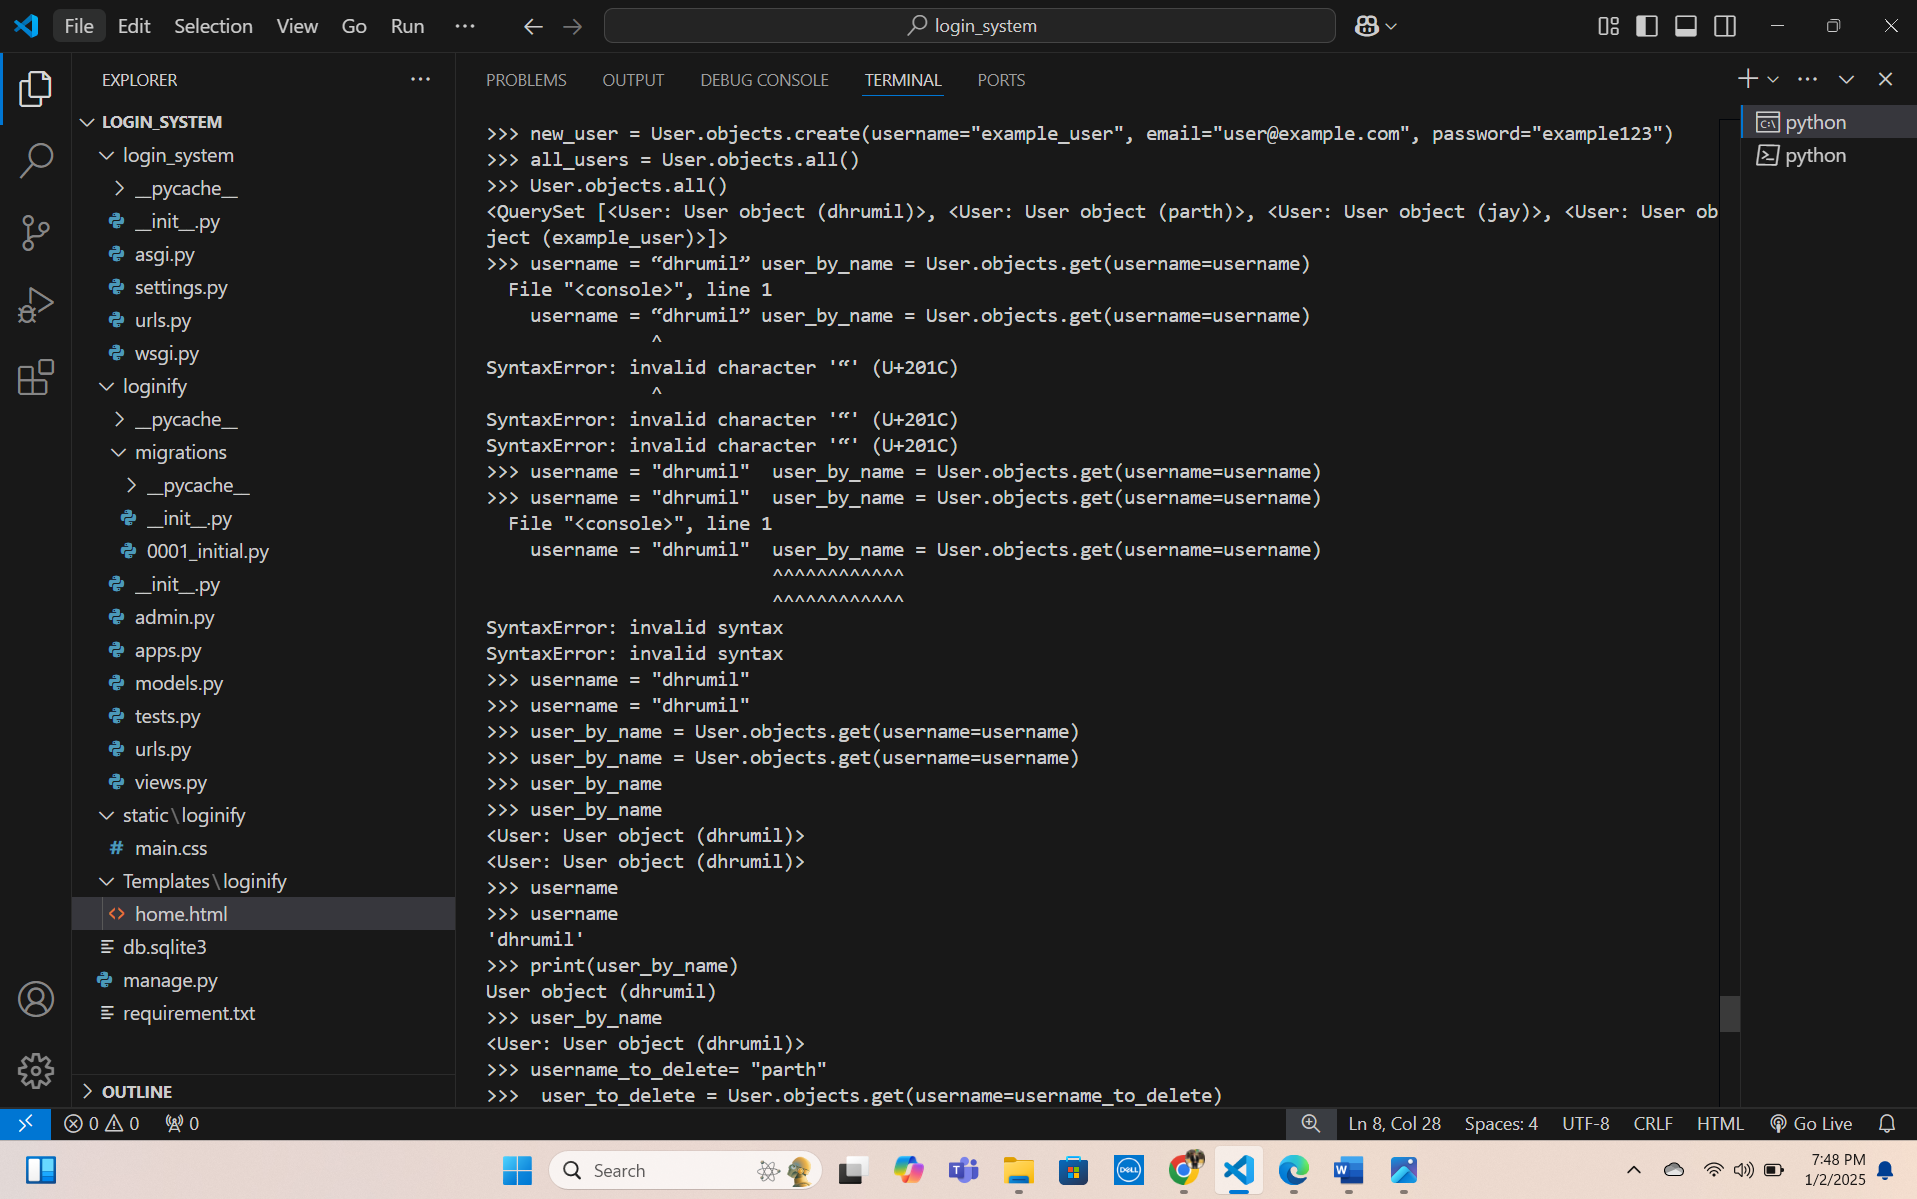 File Edit Selection View Go Run ··· login_system
EXPLORER ···
LOGIN_SYSTEM
login_system
__pycache__
__init__.py
asgi.py
settings.py
urls.py
wsgi.py
loginify
__pycache__
migrations
__pycache__
__init__.py
0001_initial.py
__init__.py
admin.py
apps.py
models.py
tests.py
urls.py
views.py
static\loginify
# main.css
Templates\loginify
<> home.html
db.sqlite3
manage.py
requirement.txt
OUTLINE
PROBLEMS OUTPUT DEBUG CONSOLE TERMINAL PORTS
>>> new_user = User.objects.create(username="example_user", email="user@example.com", password="example123")
>>> all_users = User.objects.all()
>>> User.objects.all()
<QuerySet [<User: User object (dhrumil)>, <User: User object (parth)>, <User: User object (jay)>, <User: User ob
ject (example_user)>]>
>>> username = “dhrumil” user_by_name = User.objects.get(username=username)
  File "<console>", line 1
    username = “dhrumil” user_by_name = User.objects.get(username=username)
               ^
SyntaxError: invalid character '“' (U+201C)
               ^
SyntaxError: invalid character '“' (U+201C)
SyntaxError: invalid character '“' (U+201C)
>>> username = "dhrumil"  user_by_name = User.objects.get(username=username)
>>> username = "dhrumil"  user_by_name = User.objects.get(username=username)
  File "<console>", line 1
    username = "dhrumil"  user_by_name = User.objects.get(username=username)
                          ^^^^^^^^^^^^
                          ^^^^^^^^^^^^
SyntaxError: invalid syntax
SyntaxError: invalid syntax
>>> username = "dhrumil"
>>> username = "dhrumil"
>>> user_by_name = User.objects.get(username=username)
>>> user_by_name = User.objects.get(username=username)
>>> user_by_name
>>> user_by_name
<User: User object (dhrumil)>
<User: User object (dhrumil)>
>>> username
>>> username
'dhrumil'
>>> print(user_by_name)
User object (dhrumil)
>>> user_by_name
<User: User object (dhrumil)>
>>> username_to_delete= "parth"
>>>  user_to_delete = User.objects.get(username=username_to_delete)
python
python
0 0 0 Ln 8, Col 28 Spaces: 4 UTF-8 CRLF HTML Go Live
Search
DELL
7:48 PM
1/2/2025